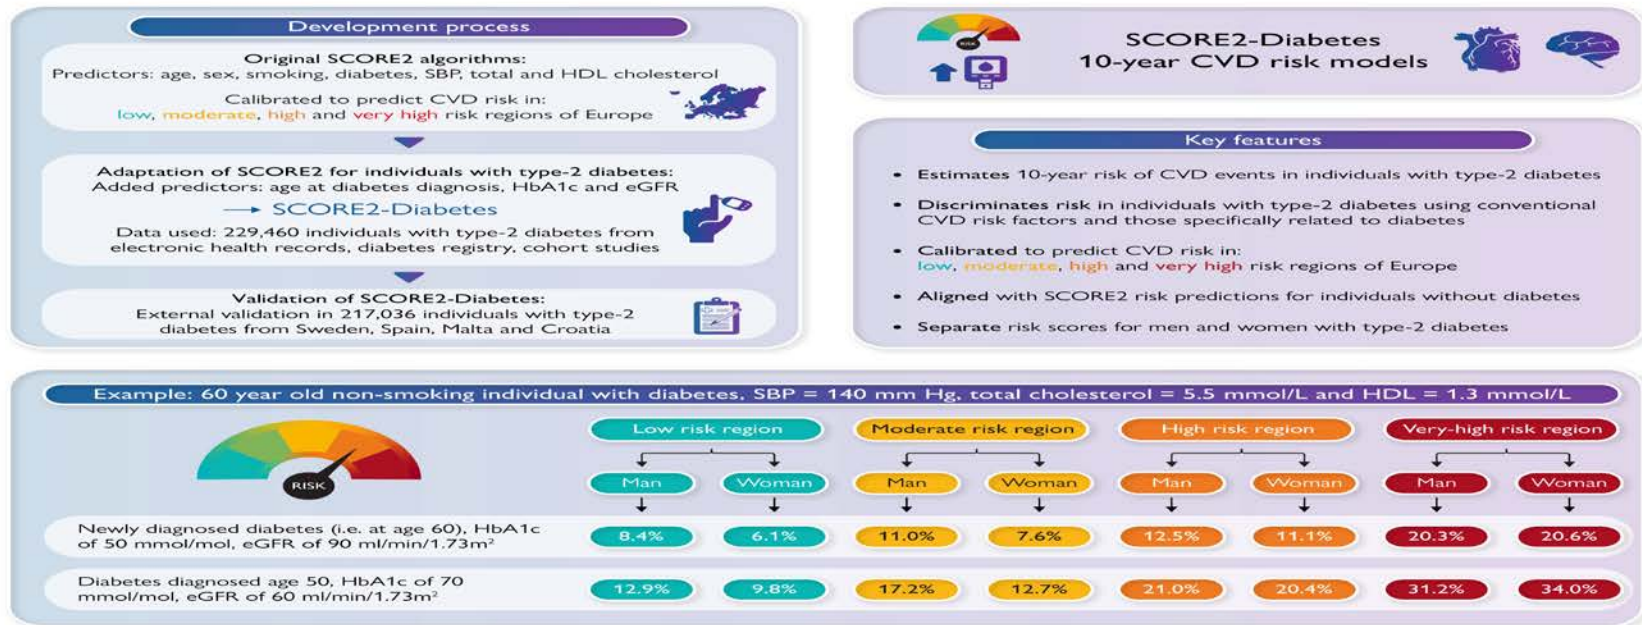 Development process
Original SCORE2 algorithms:
Predictors: age, sex, smoking, diabetes, SBP, total and HDL cholesterol
Calibrated to predict CVD risk in:
low, moderate, high and very high risk regions of Europe
Adaptation of SCORE2 for individuals with type-2 diabetes:
Added predictors: age at diabetes diagnosis, HbA1c and eGFR
→ SCORE2-Diabetes
Data used: 229,460 individuals with type-2 diabetes from
electronic health records, diabetes registry, cohort studies
Validation of SCORE2-Diabetes:
External validation in 217,036 individuals with type-2
diabetes from Sweden, Spain, Malta and Croatia
RISK
SCORE2-Diabetes
10-year CVD risk models
Key features
• Estimates 10-year risk of CVD events in individuals with type-2 diabetes
• Discriminates risk in individuals with type-2 diabetes using conventional
CVD risk factors and those specifically related to diabetes
• Calibrated to predict CVD risk in:
low, moderate, high and very high risk regions of Europe
• Aligned with SCORE2 risk predictions for individuals without diabetes
• Separate risk scores for men and women with type-2 diabetes
Example: 60 year old non-smoking individual with diabetes, SBP = 140 mm Hg, total cholesterol = 5.5 mmol/L and HDL = 1.3 mmol/L
RISK
Low risk region Moderate risk region High risk region Very-high risk region
Man Woman Man Woman Man Woman Man Woman
Newly diagnosed diabetes (i.e. at age 60), HbA1c
of 50 mmol/mol, eGFR of 90 ml/min/1.73m²
8.4% 6.1% 11.0% 7.6% 12.5% 11.1% 20.3% 20.6%
Diabetes diagnosed age 50, HbA1c of 70
mmol/mol, eGFR of 60 ml/min/1.73m²
12.9% 9.8% 17.2% 12.7% 21.0% 20.4% 31.2% 34.0%